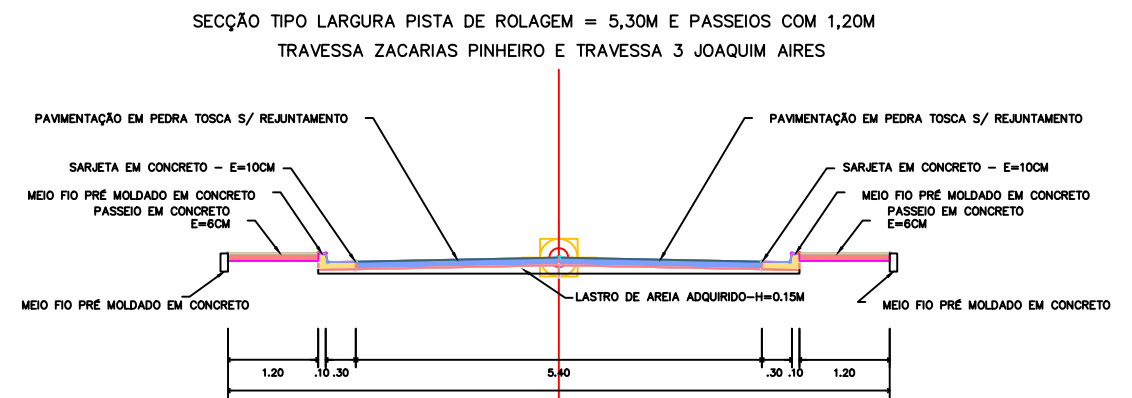 SECÇÃO TIPO LARGURA PISTA DE ROLAGEM = 5,30M E PASSEIOS COM 1,20M
TRAVESSA ZACARIAS PINHEIRO E TRAVESSA 3 JOAQUIM AIRES
PAVIMENTAÇÃO EM PEDRA TOSCA S/ REJUNTAMENTO
PAVIMENTAÇÃO EM PEDRA TOSCA S/ REJUNTAMENTO
SARJETA EM CONCRETO - E=10CM
SARJETA EM CONCRETO - E=10CM
MEIO FIO PRÉ MOLDADO EM CONCRETO
MEIO FIO PRÉ MOLDADO EM CONCRETO
PASSEIO EM CONCRETO
E=6CM
PASSEIO EM CONCRETO
E=6CM
LASTRO DE AREIA ADQUIRIDO-H=0.15M
MEIO FIO PRÉ MOLDADO EM CONCRETO
MEIO FIO PRÉ MOLDADO EM CONCRETO
1.20 .10 .30 5.40 .30 .10 1.20